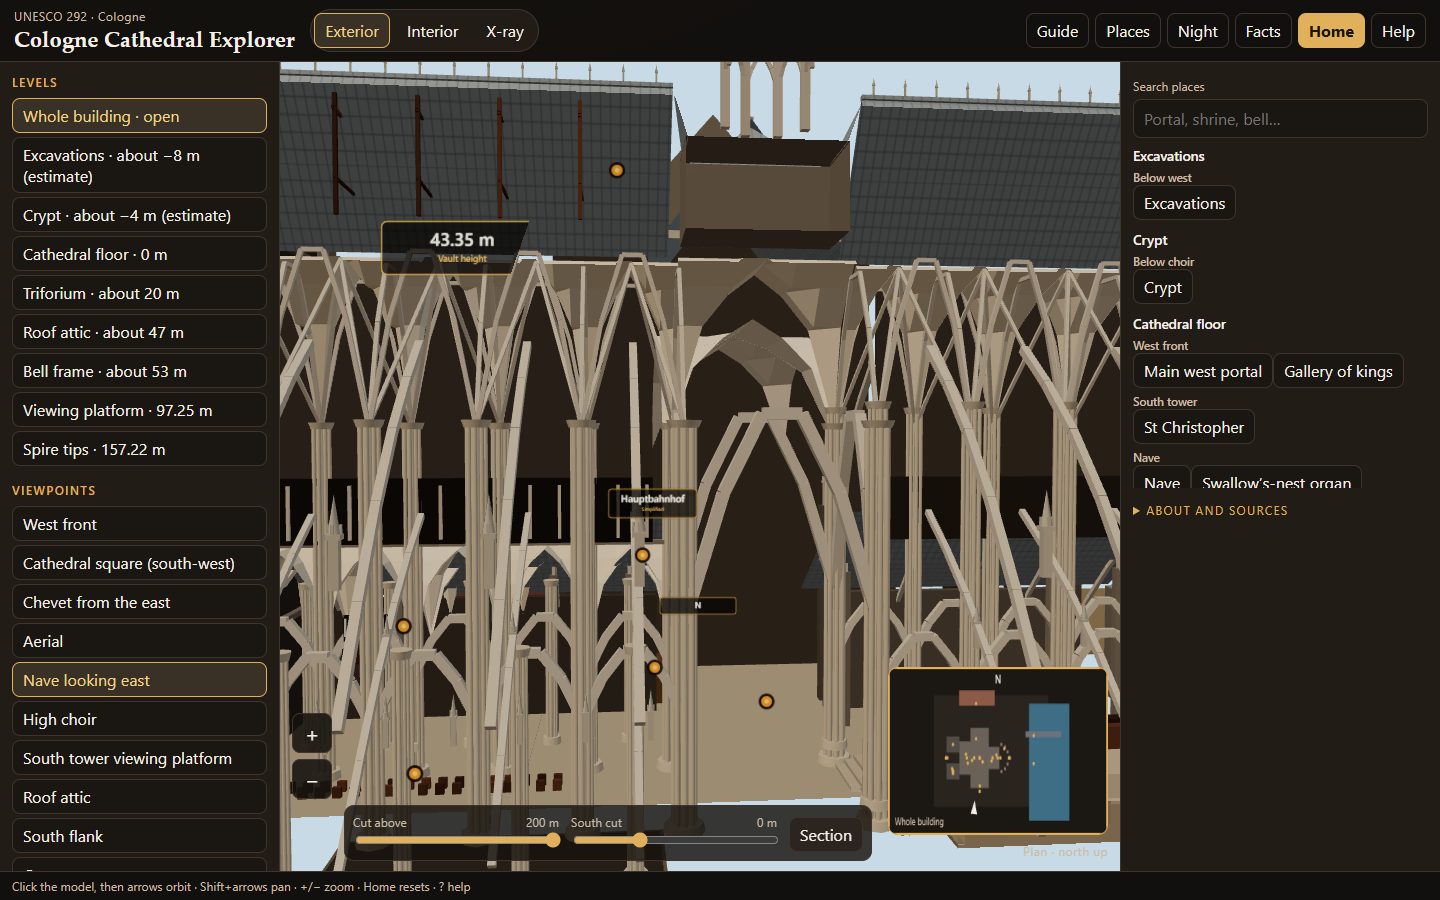 UNESCO 292 · Cologne
Cologne Cathedral Explorer
Exterior
Interior
X-ray
Guide
Places
Night
Facts
Home
Help
LEVELS
Whole building · open
Excavations · about −8 m
(estimate)
Crypt · about −4 m (estimate)
Cathedral floor · 0 m
Triforium · about 20 m
Roof attic · about 47 m
Bell frame · about 53 m
Viewing platform · 97.25 m
Spire tips · 157.22 m
VIEWPOINTS
West front
Cathedral square (south-west)
Chevet from the east
Aerial
Nave looking east
High choir
South tower viewing platform
Roof attic
South flank
43.35 m
Vault height
Hauptbahnhof
simplified
N
+
−
Cut above
200 m
South cut
0 m
Section
N
Whole building
Plan · north up
Search places
Portal, shrine, bell...
Excavations
Below west
Excavations
Crypt
Below choir
Crypt
Cathedral floor
West front
Main west portal
Gallery of kings
South tower
St Christopher
Nave
Nave
Swallow's-nest organ
▶ ABOUT AND SOURCES
Click the model, then arrows orbit · Shift+arrows pan · +/− zoom · Home resets · ? help